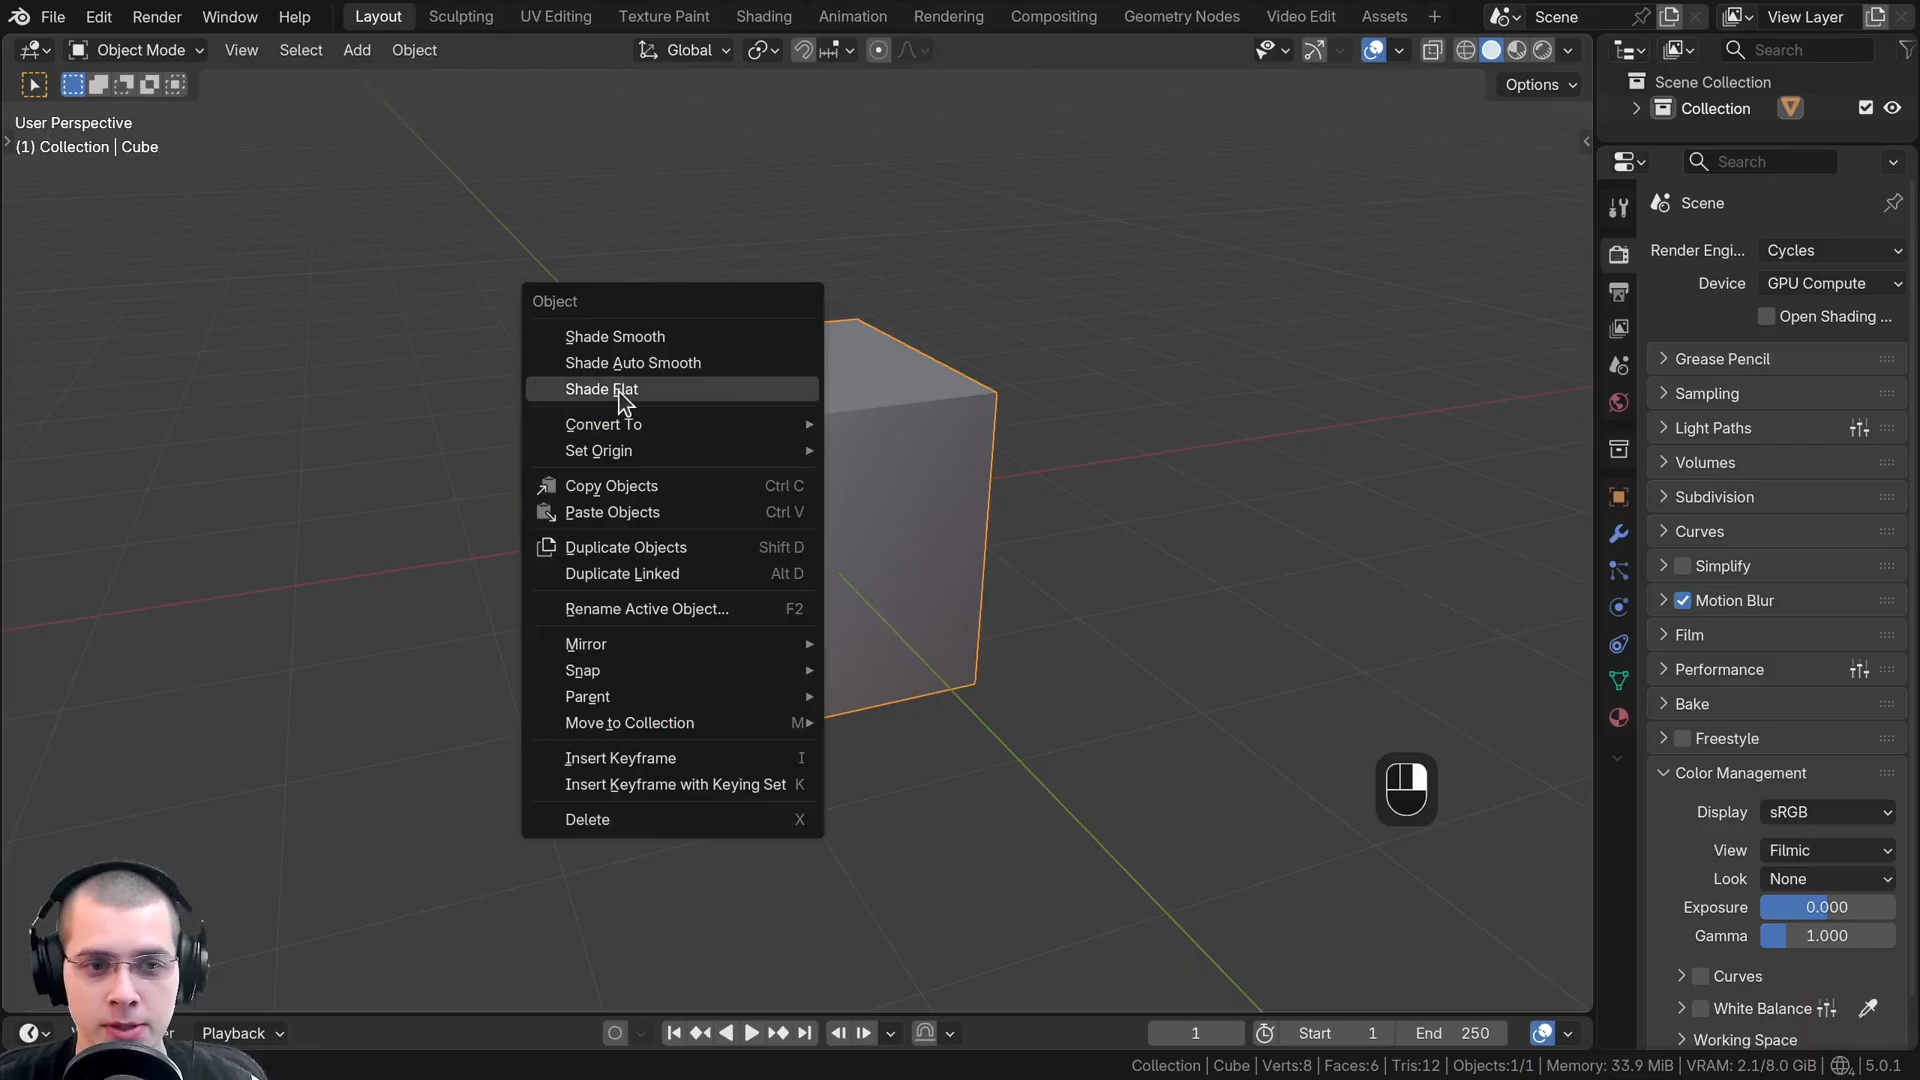 File Edit Render Window Help Layout Sculpting UV Editing Texture Paint Shading Animation Rendering Compositing Geometry Nodes Video Edit Assets + Scene View Layer
Object Mode View Select Add Object Global Search
Options
Scene Collection
Collection
User Perspective
(1) Collection | Cube
Search
Scene
Render Engi... Cycles
Device GPU Compute
Open Shading ...
Grease Pencil
Sampling
Light Paths
Volumes
Subdivision
Curves
Simplify
Motion Blur
Film
Performance
Bake
Freestyle
Color Management
Display sRGB
View Filmic
Look None
Exposure 0.000
Gamma 1.000
Curves
White Balance
Working Space
Object
Shade Smooth
Shade Auto Smooth
Shade Flat
Convert To
Set Origin
Copy Objects Ctrl C
Paste Objects Ctrl V
Duplicate Objects Shift D
Duplicate Linked Alt D
Rename Active Object... F2
Mirror
Snap
Parent
Move to Collection M
Insert Keyframe I
Insert Keyframe with Keying Set K
Delete X
Playback 1 Start 1 End 250
Collection | Cube | Verts:8 | Faces:6 | Tris:12 | Objects:1/1 | Memory: 33.9 MiB | VRAM: 2.1/8.0 GiB | 5.0.1